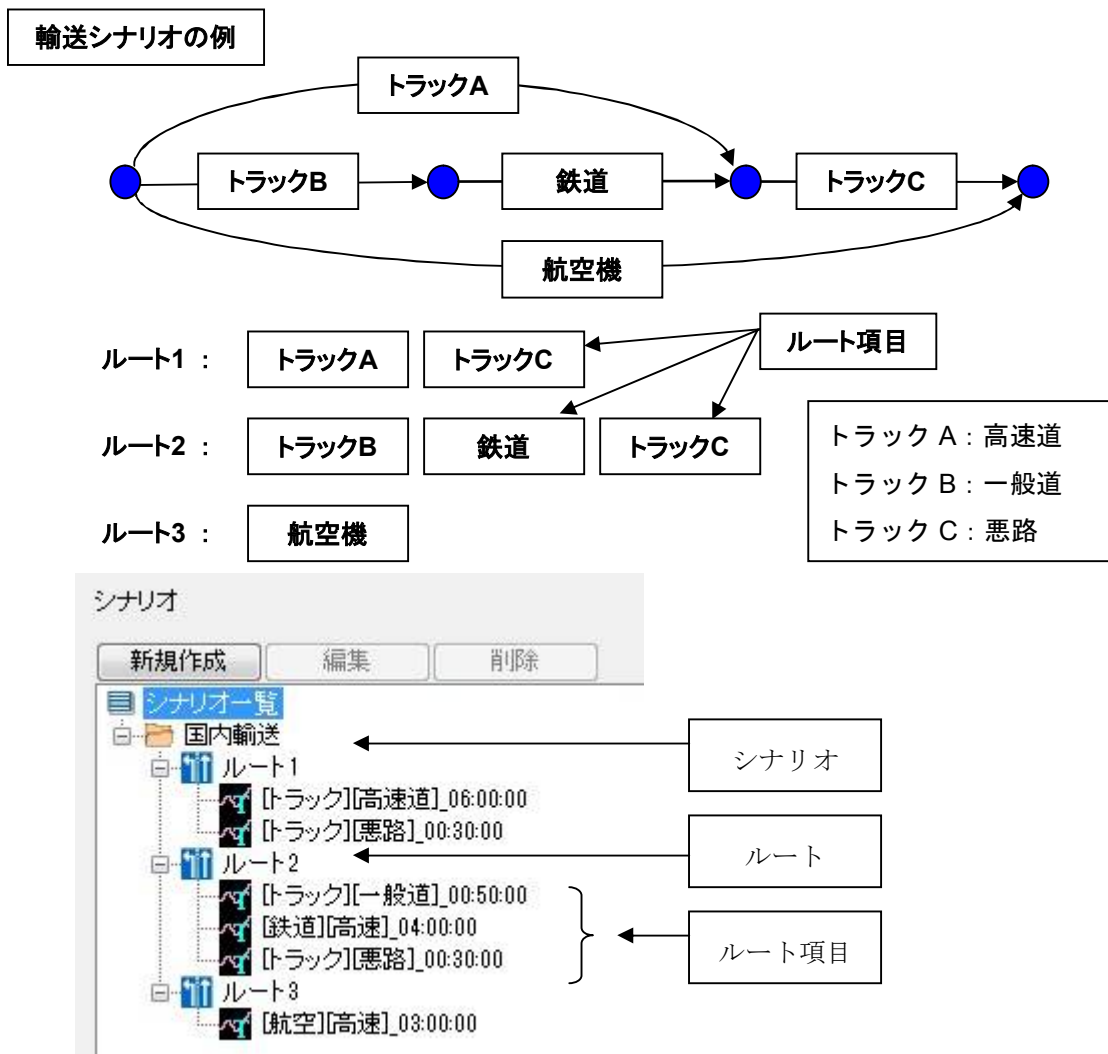 輸送シナリオの例
トラックA
トラックB 鉄道 トラックC
航空機
ルート1 : トラックA トラックC ルート項目
ルート2 : トラックB 鉄道 トラックC
ルート3 : 航空機
トラック A：高速道
トラック B：一般道
トラック C：悪路
シナリオ
新規作成 編集 削除
シナリオ一覧
国内輸送
ルート1
[トラック][高速道]_06:00:00
[トラック][悪路]_00:30:00
ルート2
[トラック][一般道]_00:50:00
[鉄道][高速]_04:00:00
[トラック][悪路]_00:30:00
ルート3
[航空][高速]_03:00:00
シナリオ
ルート
ルート項目